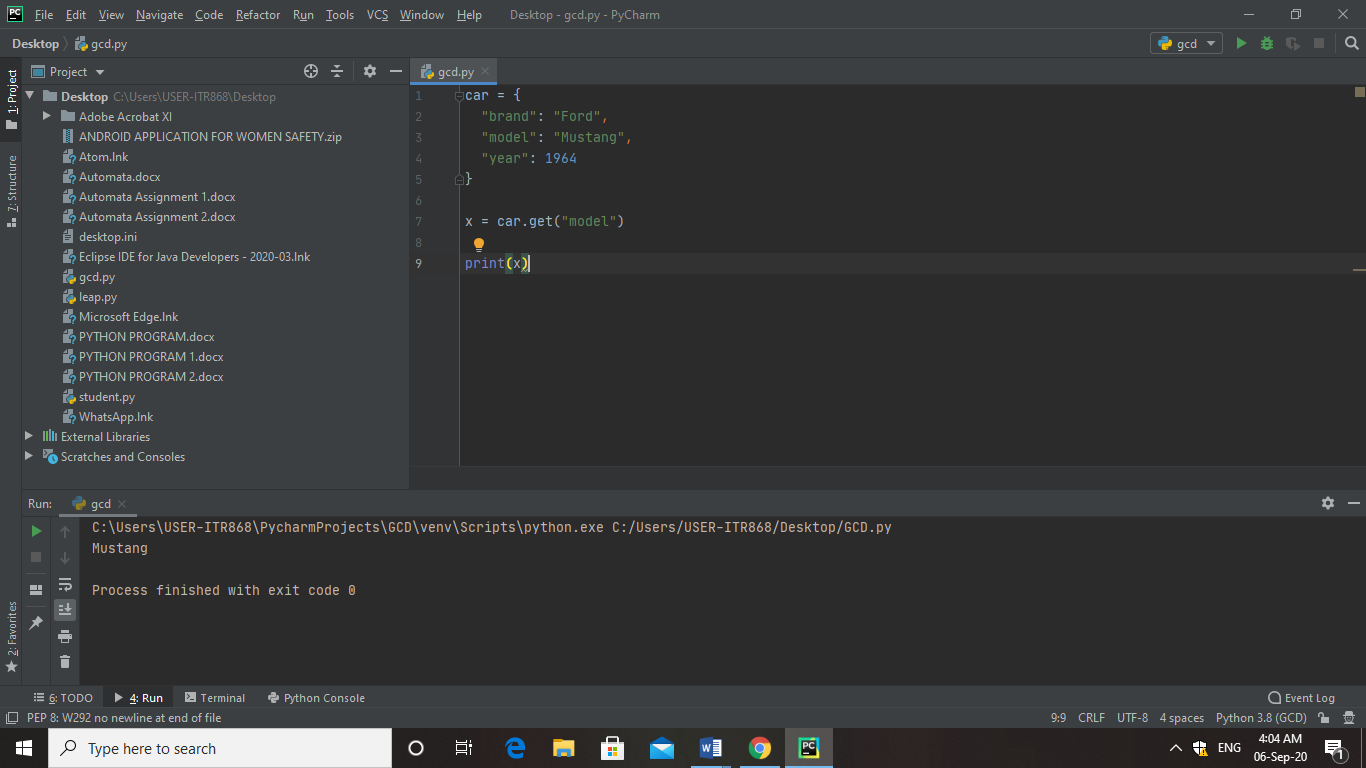 File Edit View Navigate Code Refactor Run Tools VCS Window Help Desktop - gcd.py - PyCharm
Desktop gcd.py gcd
1: Project
7: Structure
2: Favorites
Project
Desktop C:\Users\USER-ITR868\Desktop
Adobe Acrobat XI
ANDROID APPLICATION FOR WOMEN SAFETY.zip
Atom.lnk
Automata.docx
Automata Assignment 1.docx
Automata Assignment 2.docx
desktop.ini
Eclipse IDE for Java Developers - 2020-03.lnk
gcd.py
leap.py
Microsoft Edge.lnk
PYTHON PROGRAM.docx
PYTHON PROGRAM 1.docx
PYTHON PROGRAM 2.docx
student.py
WhatsApp.lnk
External Libraries
Scratches and Consoles
gcd.py
1 car = {
2 "brand": "Ford",
3 "model": "Mustang",
4 "year": 1964
5 }
6
7 x = car.get("model")
8
9 print(x)
Run: gcd
C:\Users\USER-ITR868\PycharmProjects\GCD\venv\Scripts\python.exe C:/Users/USER-ITR868/Desktop/GCD.py
Mustang
Process finished with exit code 0
6: TODO 4: Run Terminal Python Console Event Log
PEP 8: W292 no newline at end of file 9:9 CRLF UTF-8 4 spaces Python 3.8 (GCD)
Type here to search ENG 4:04 AM
06-Sep-20 1